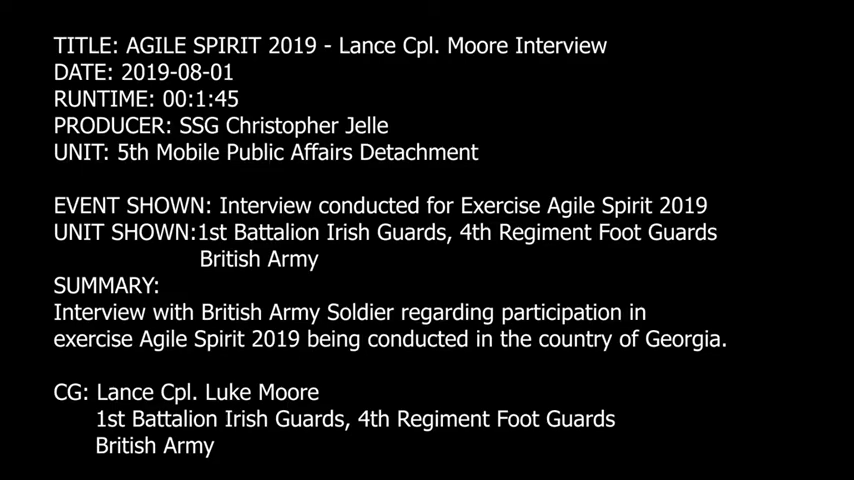 TITLE: AGILE SPIRIT 2019 - Lance Cpl. Moore Interview
DATE: 2019-08-01
RUNTIME: 00:1:45
PRODUCER: SSG Christopher Jelle
UNIT: 5th Mobile Public Affairs Detachment
EVENT SHOWN: Interview conducted for Exercise Agile Spirit 2019
UNIT SHOWN:1st Battalion Irish Guards, 4th Regiment Foot Guards
British Army
SUMMARY:
Interview with British Army Soldier regarding participation in
exercise Agile Spirit 2019 being conducted in the country of Georgia.
CG: Lance Cpl. Luke Moore
1st Battalion Irish Guards, 4th Regiment Foot Guards
British Army